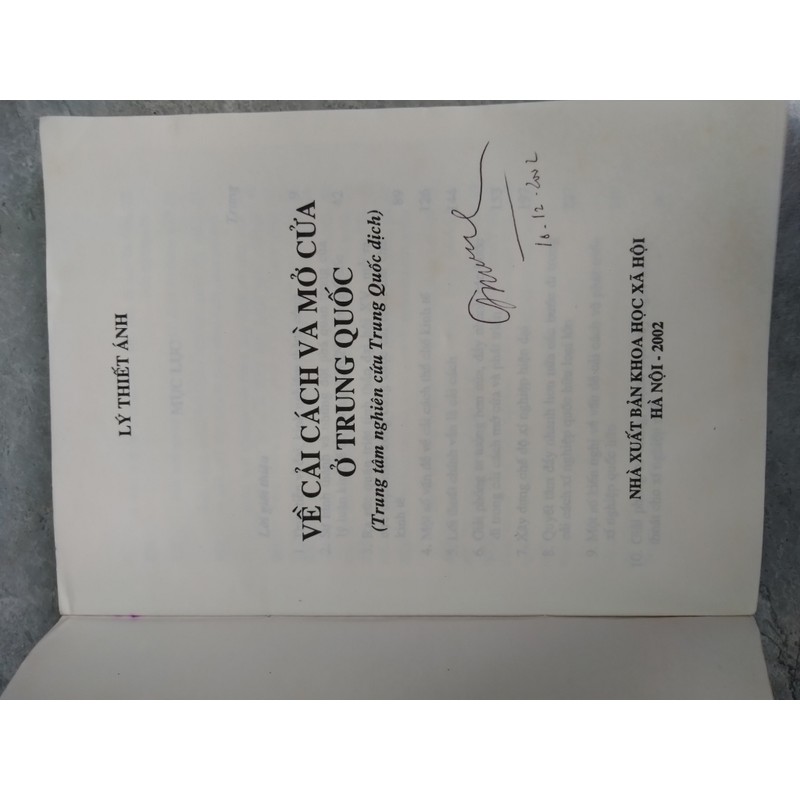 LÝ THIẾT ÁNH
VỀ CẢI CÁCH VÀ MỞ CỬA
Ở TRUNG QUỐC
(Trung tâm nghiên cứu Trung Quốc dịch)
16-12-2002
NHÀ XUẤT BẢN KHOA HỌC XÃ HỘI
HÀ NỘI - 2002